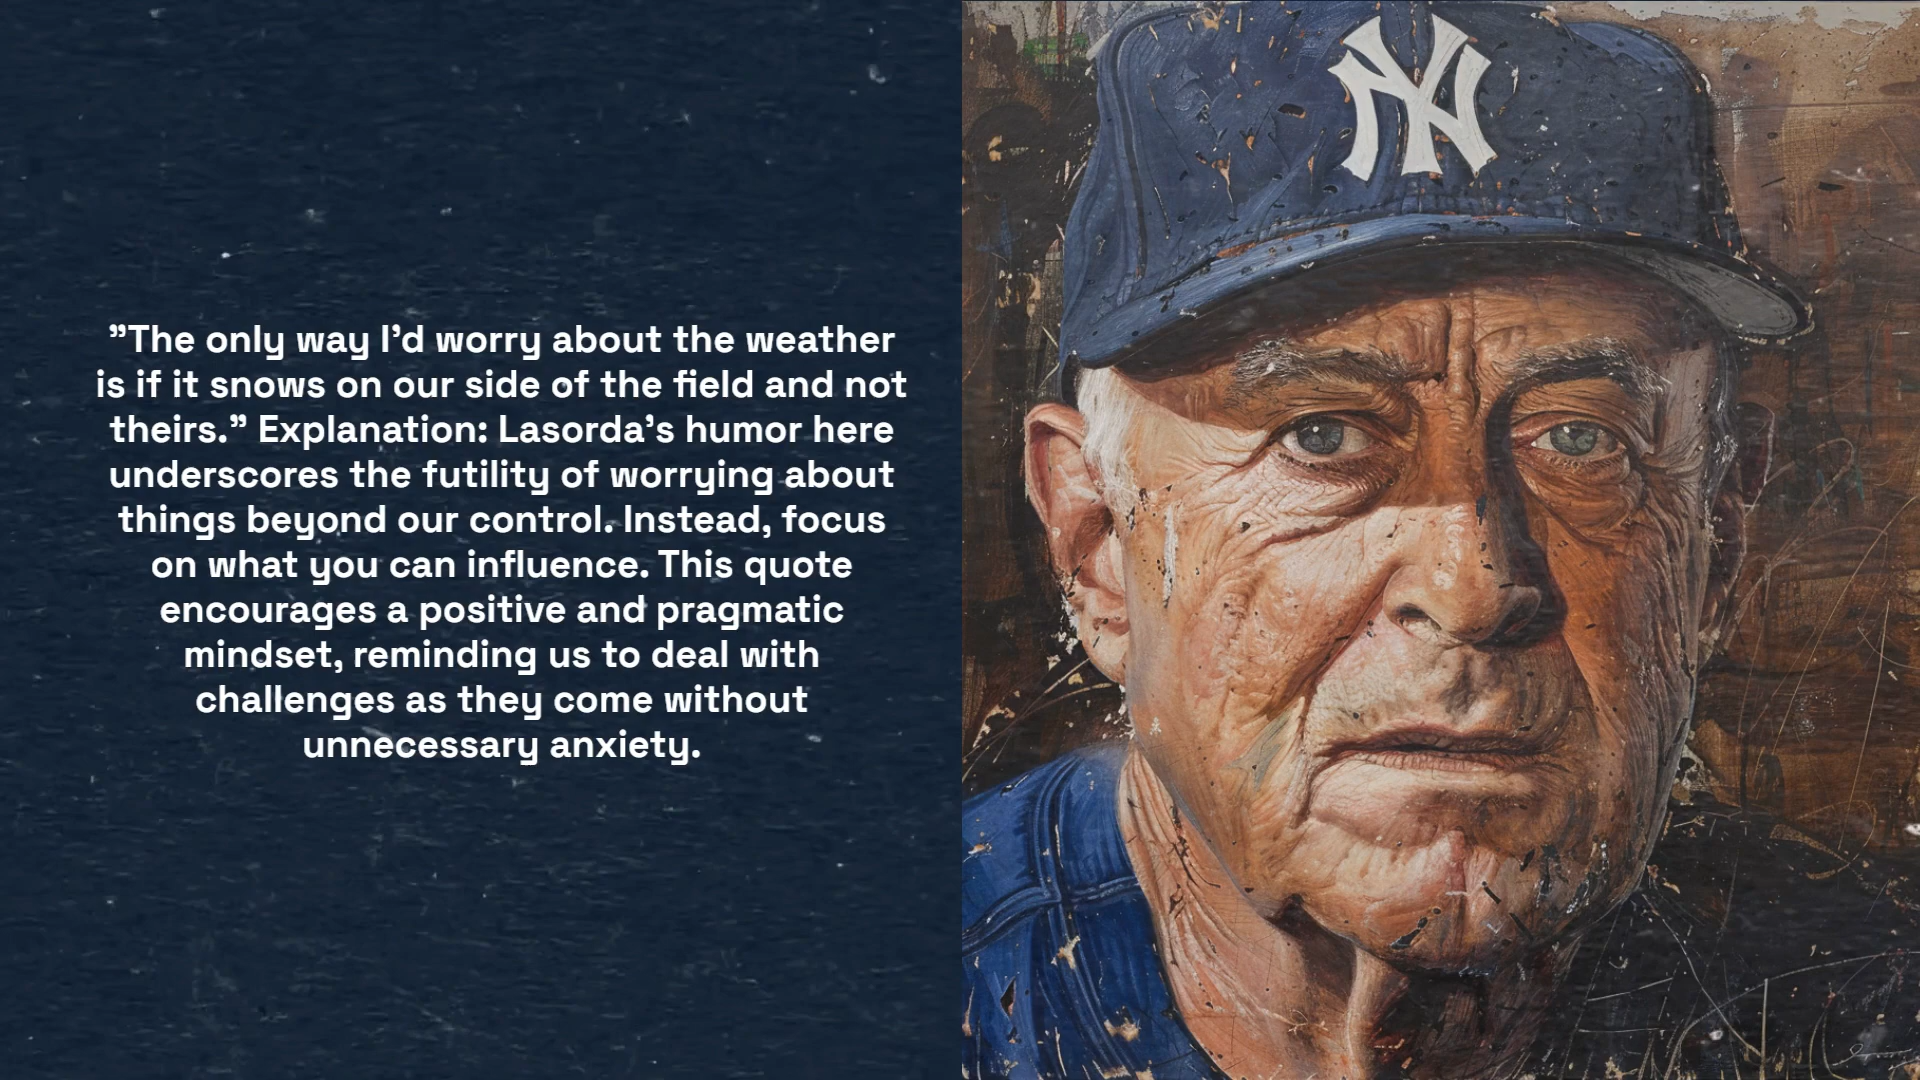 ”The only way I’d worry about the weather
is if it snows on our side of the field and not
theirs.” Explanation: Lasorda’s humor here
underscores the futility of worrying about
things beyond our control. Instead, focus
on what you can influence. This quote
encourages a positive and pragmatic
mindset, reminding us to deal with
challenges as they come without
unnecessary anxiety.
NY